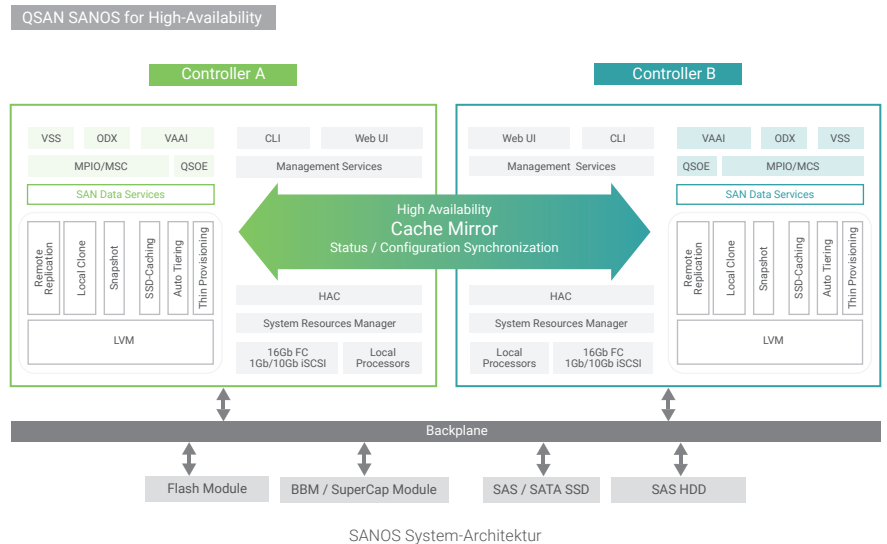 QSAN SANOS for High-Availability
Controller A
Controller B
VSS
ODX
VAAI
CLI
Web UI
MPIO/MSC
QSOE
Management Services
SAN Data Services
Remote
Replication
Local Clone
Snapshot
SSD-Caching
Auto Tiering
Thin Provisioning
LVM
HAC
System Resources Manager
16Gb FC
1Gb/10Gb iSCSI
Local
Processors
High Availability
Cache Mirror
Status / Configuration Synchronization
Web UI
CLI
VAAI
ODX
VSS
Management Services
QSOE
MPIO/MCS
SAN Data Services
Remote
Replication
Local Clone
Snapshot
SSD-Caching
Auto Tiering
Thin Provisioning
LVM
HAC
System Resources Manager
Local
Processors
16Gb FC
1Gb/10Gb iSCSI
Backplane
Flash Module
BBM / SuperCap Module
SAS / SATA SSD
SAS HDD
SANOS System-Architektur